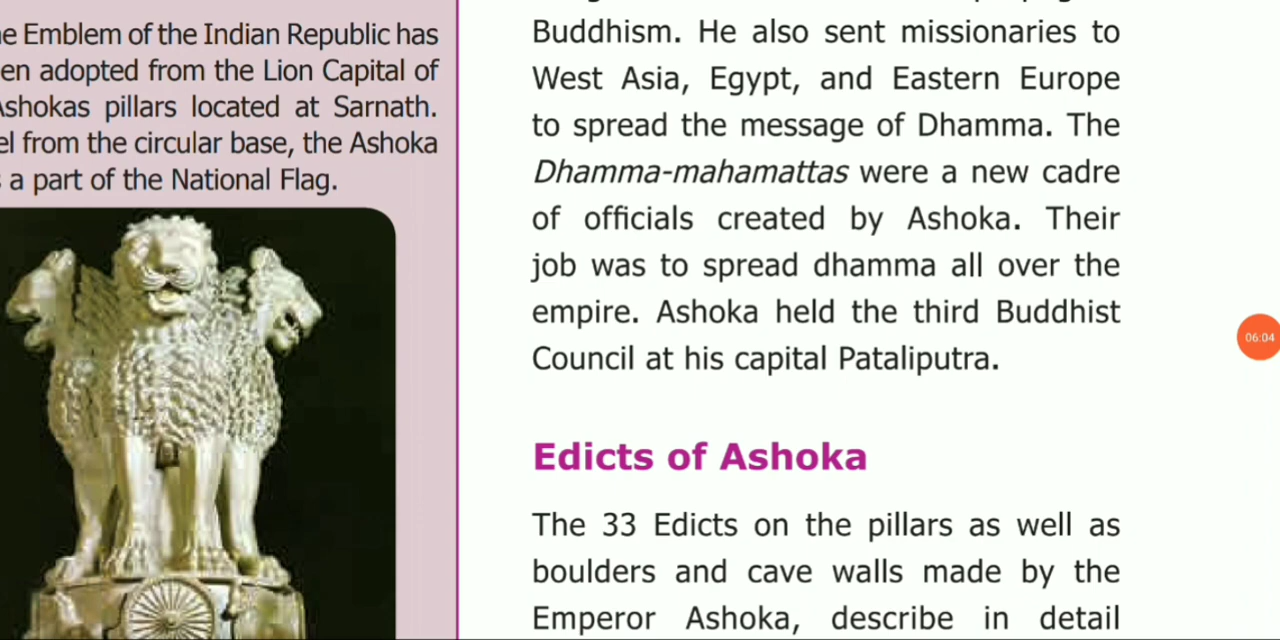 Emblem of the Indian Republic has
adopted from the Lion Capital of
pillars located at Sarnath.
from the circular base, the Ashoka
a part of the National Flag.
Buddhism. He also sent missionaries to
West Asia, Egypt, and Eastern Europe
to spread the message of Dhamma. The
Dhamma-mahamattas were a new cadre
of officials created by Ashoka. Their
job was to spread dhamma all over the
empire. Ashoka held the third Buddhist
Council at his capital Pataliputra.
Edicts of Ashoka
The 33 Edicts on the pillars as well as
boulders and cave walls made by the
Emperor Ashoka, describe in detail
06:04